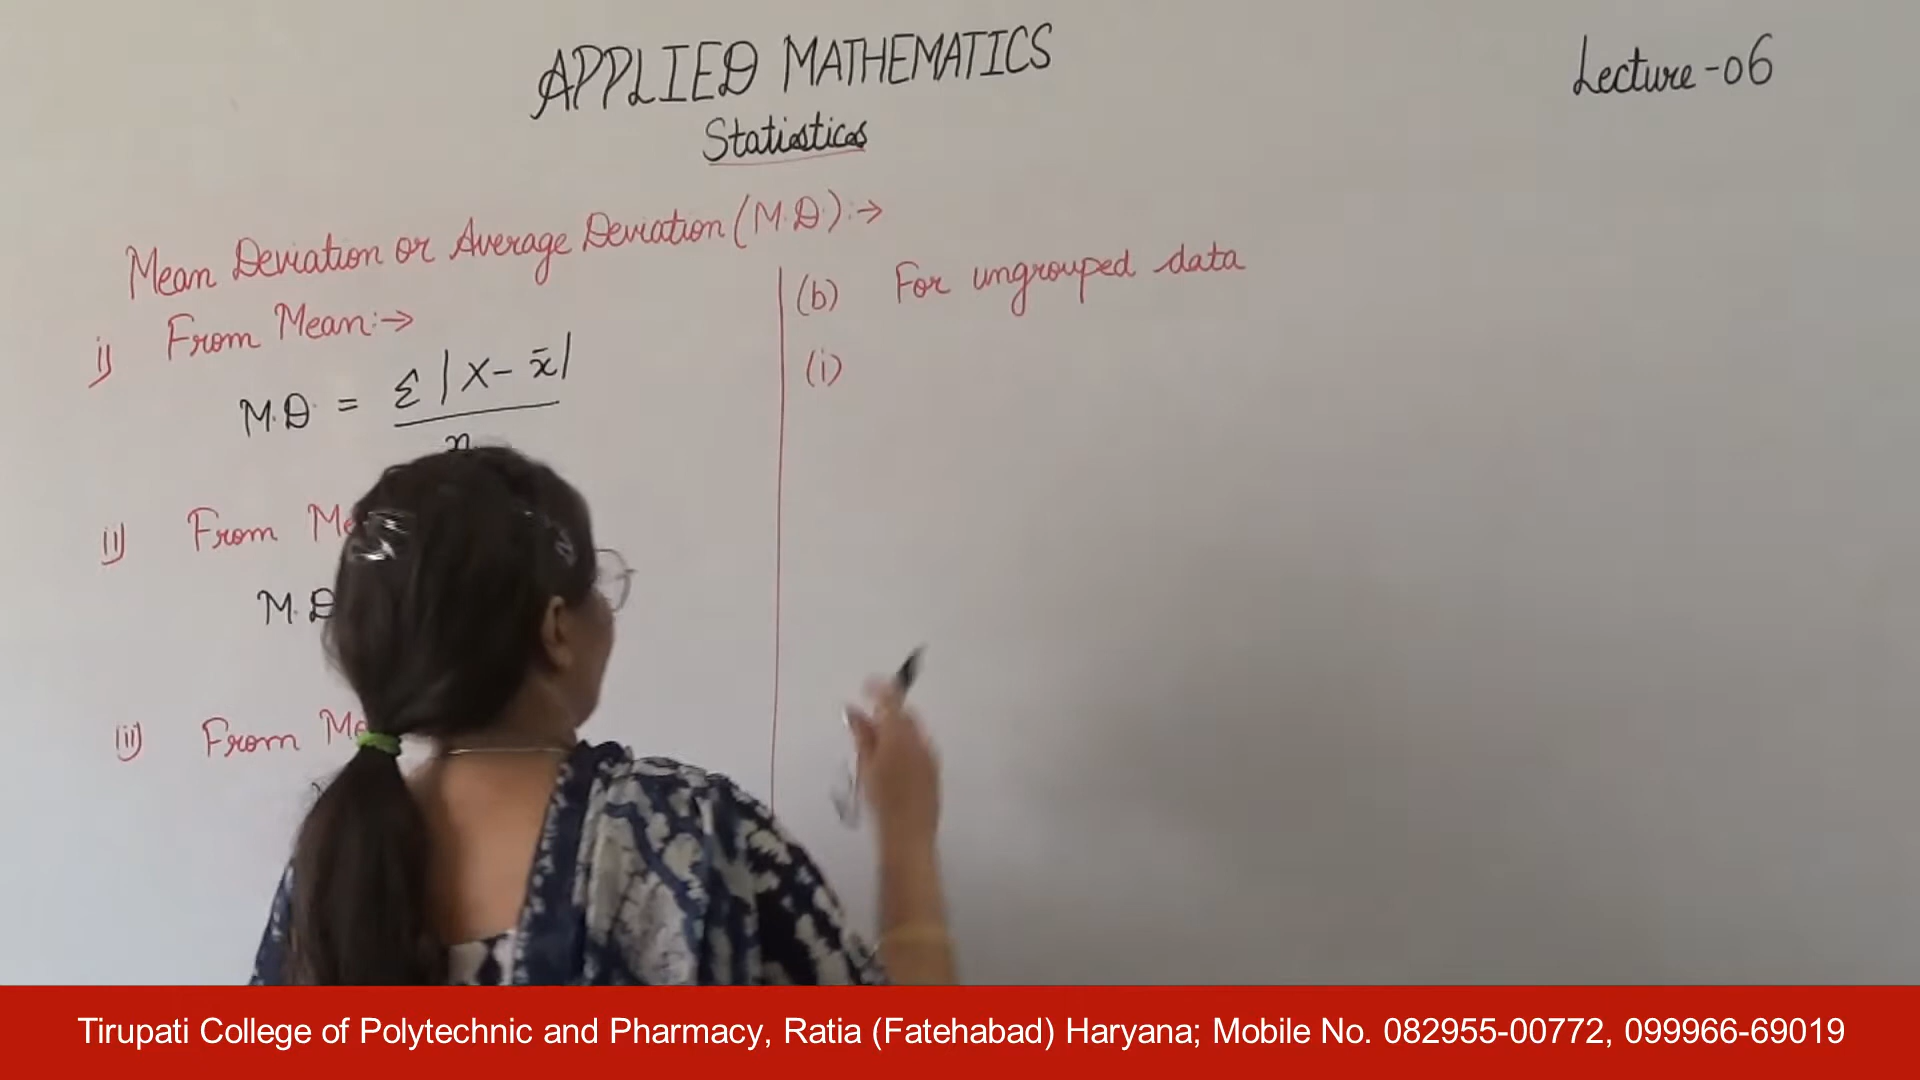 APPLIED MATHEMATICS
Lecture-06
Statistics
Mean Deviation or Average Deviation (M.D.):→
i) From Mean:→
M.D. = Σ |X - x̄|
n
ii) From
M.D
iii) From
(b) For ungrouped data
(i)
Tirupati College of Polytechnic and Pharmacy, Ratia (Fatehabad) Haryana; Mobile No. 082955-00772, 099966-69019